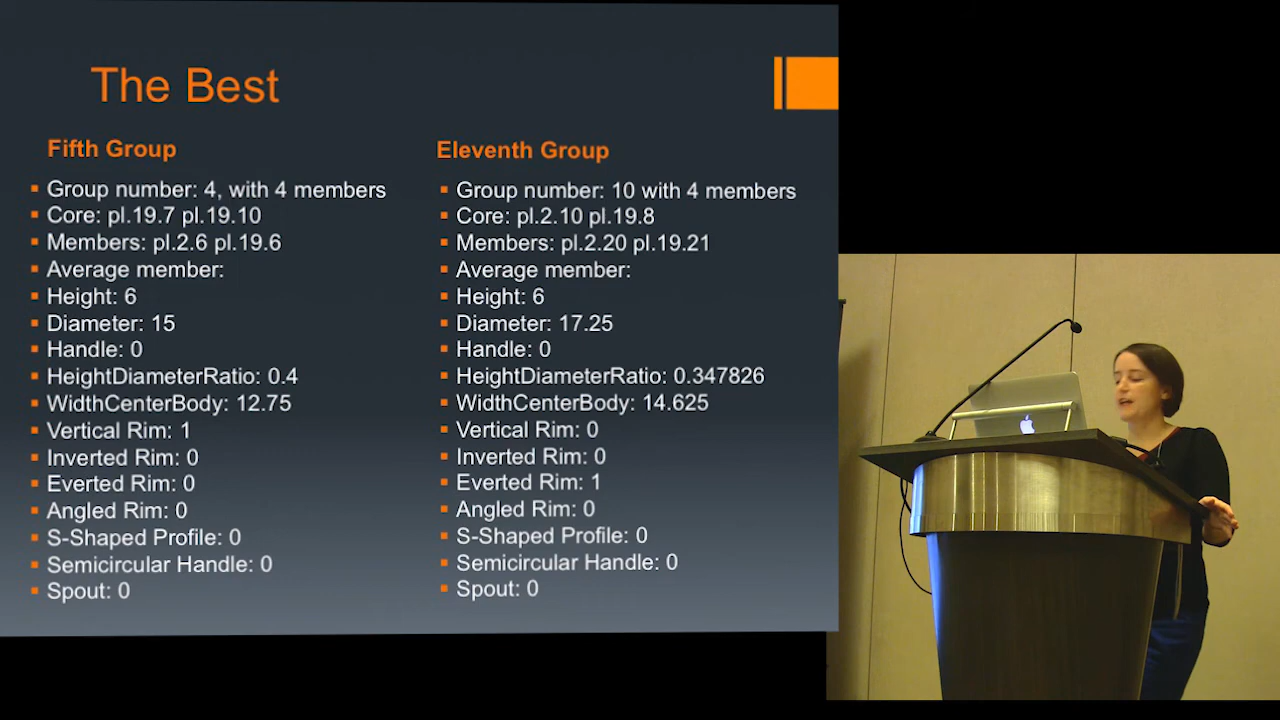 The Best
Fifth Group
Group number: 4, with 4 members
Core: pl.19.7 pl.19.10
Members: pl.2.6 pl.19.6
Average member:
Height: 6
Diameter: 15
Handle: 0
HeightDiameterRatio: 0.4
WidthCenterBody: 12.75
Vertical Rim: 1
Inverted Rim: 0
Everted Rim: 0
Angled Rim: 0
S-Shaped Profile: 0
Semicircular Handle: 0
Spout: 0
Eleventh Group
Group number: 10 with 4 members
Core: pl.2.10 pl.19.8
Members: pl.2.20 pl.19.21
Average member:
Height: 6
Diameter: 17.25
Handle: 0
HeightDiameterRatio: 0.347826
WidthCenterBody: 14.625
Vertical Rim: 0
Inverted Rim: 0
Everted Rim: 1
Angled Rim: 0
S-Shaped Profile: 0
Semicircular Handle: 0
Spout: 0